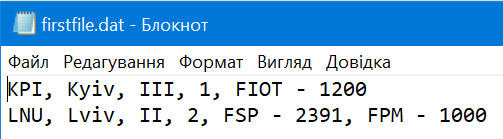 firstfile.dat - Блокнот
Файл Редагування Формат Вигляд Довідка
KPI, Kyiv, III, 1, FIOT - 1200
LNU, Lviv, II, 2, FSP - 2391, FPM - 1000